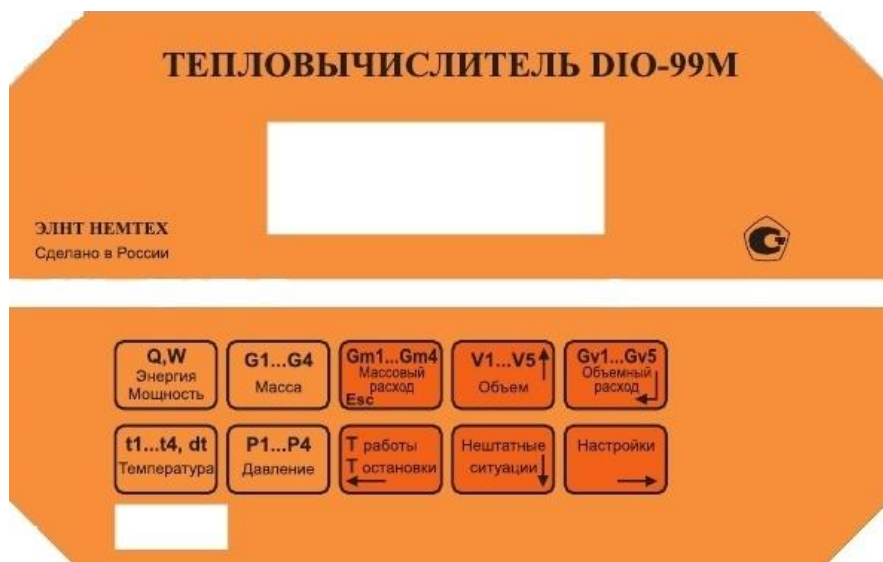 ТЕПЛОВЫЧИСЛИТЕЛЬ DIO-99M
ЭЛНТ НЕМТЕХ
Сделано в России
Q,W
Энергия
Мощность
G1...G4
Масса
Gm1...Gm4
Массовый
расход
Esc
V1...V5
Объем
Gv1...Gv5
Объемный
расход
t1...t4, dt
Температура
P1...P4
Давление
Т работы
Т остановки
Нештатные
ситуации
Настройки